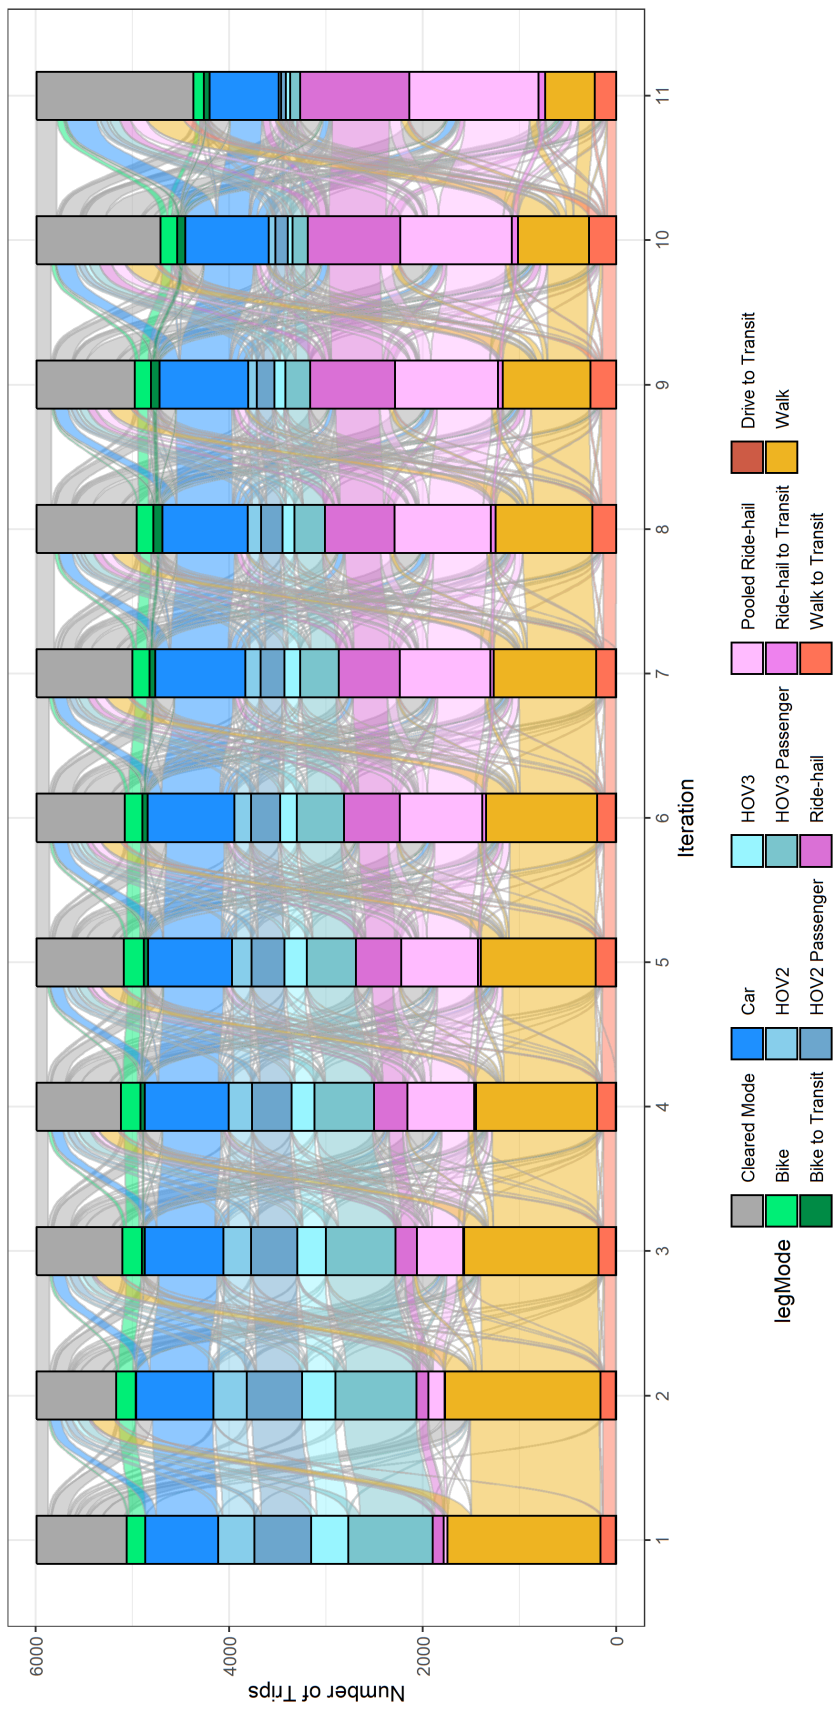 Number of Trips
6000
4000
2000
0
1
2
3
4
5
6
7
8
9
10
11
Iteration
legMode
Cleared Mode
Car
HOV3
Pooled Ride-hail
Drive to Transit
Bike
HOV2
HOV3 Passenger
Ride-hail to Transit
Walk
Bike to Transit
HOV2 Passenger
Ride-hail
Walk to Transit